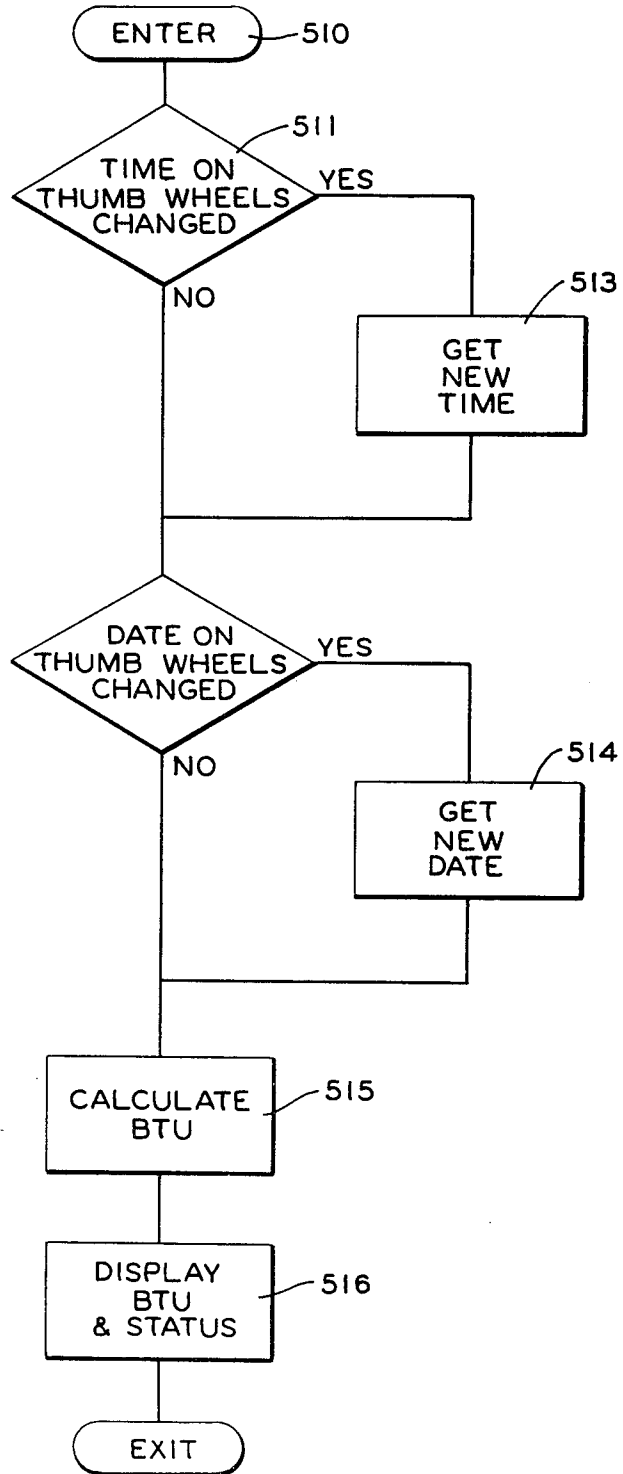 ENTER
510
511
TIME ON
THUMB WHEELS
CHANGED
YES
NO
513
GET
NEW
TIME
DATE ON
THUMB WHEELS
CHANGED
YES
NO
514
GET
NEW
DATE
CALCULATE
BTU
515
DISPLAY
BTU
& STATUS
516
EXIT